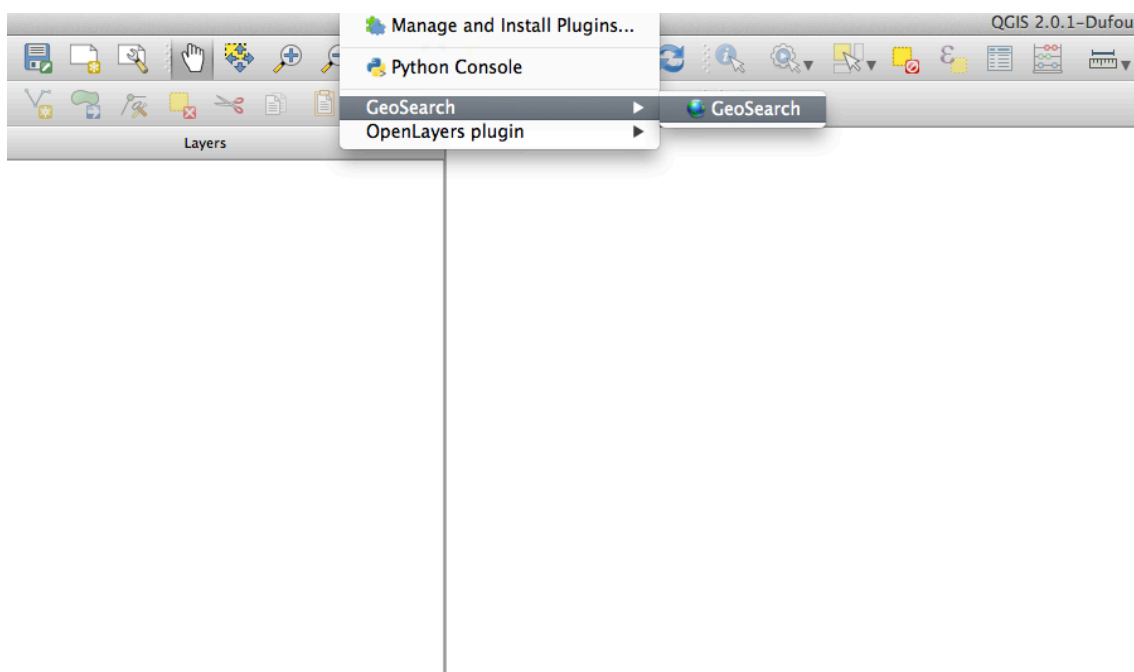 QGIS 2.0.1-Dufou
Manage and Install Plugins...
Python Console
GeoSearch
GeoSearch
OpenLayers plugin
Layers